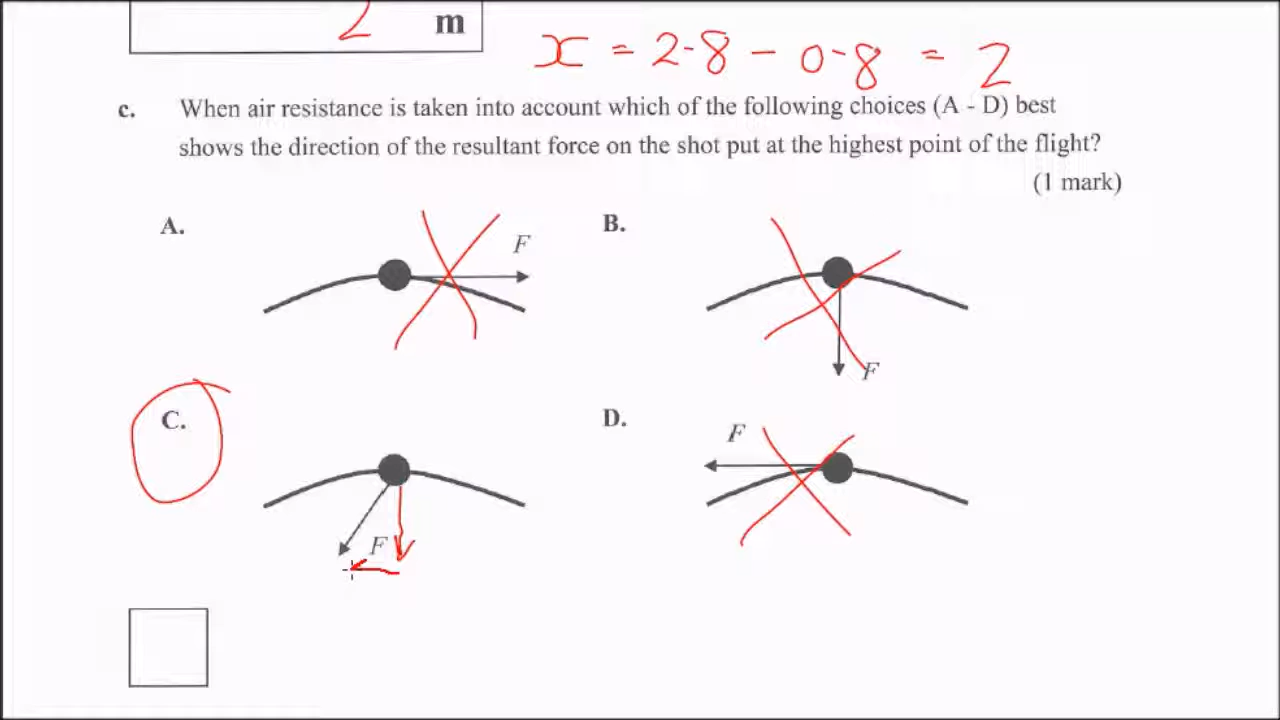 2 m
x = 2.8 - 0.8 = 2
c. When air resistance is taken into account which of the following choices (A - D) best
shows the direction of the resultant force on the shot put at the highest point of the flight?
(1 mark)
A.
F
B.
F
C.
F
D.
F